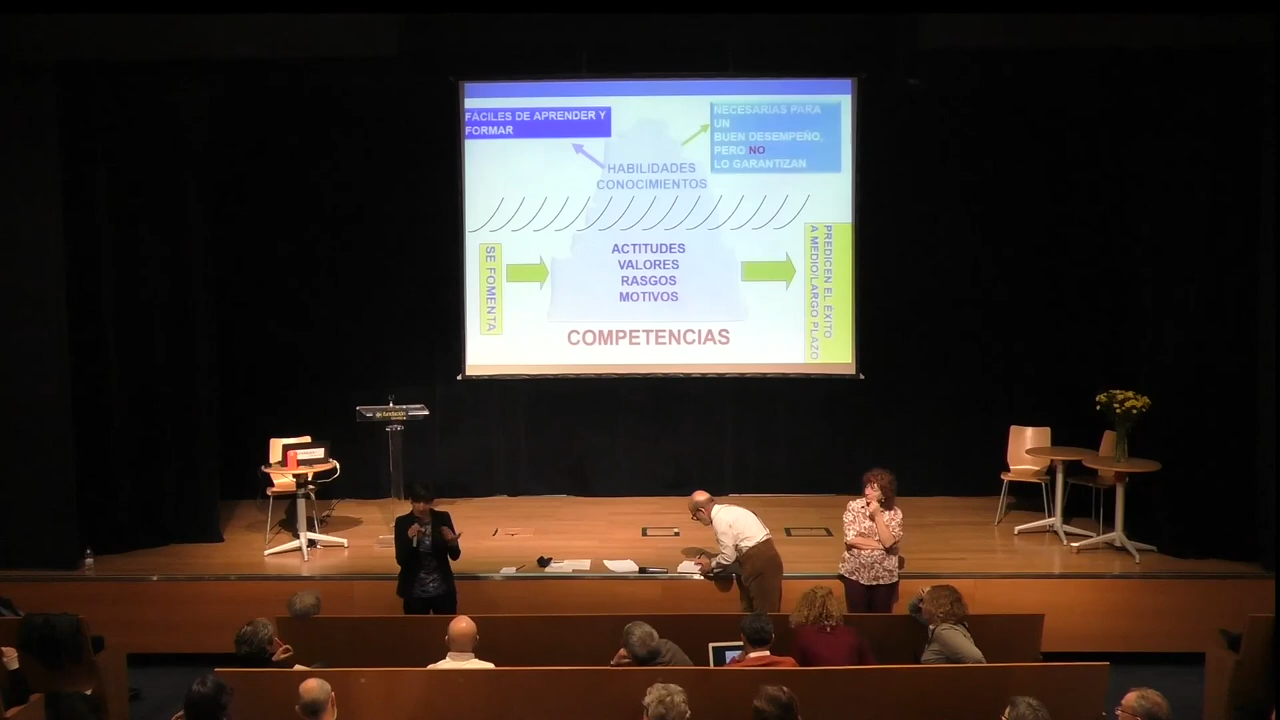 FÁCILES DE APRENDER Y
FORMAR
NECESARIAS PARA
UN
BUEN DESEMPEÑO,
PERO NO
LO GARANTIZAN
HABILIDADES
CONOCIMIENTOS
SE FOMENTA
ACTITUDES
VALORES
RASGOS
MOTIVOS
PREDICEN EL ÉXITO
A MEDIO/LARGO PLAZO
COMPETENCIAS
fundación